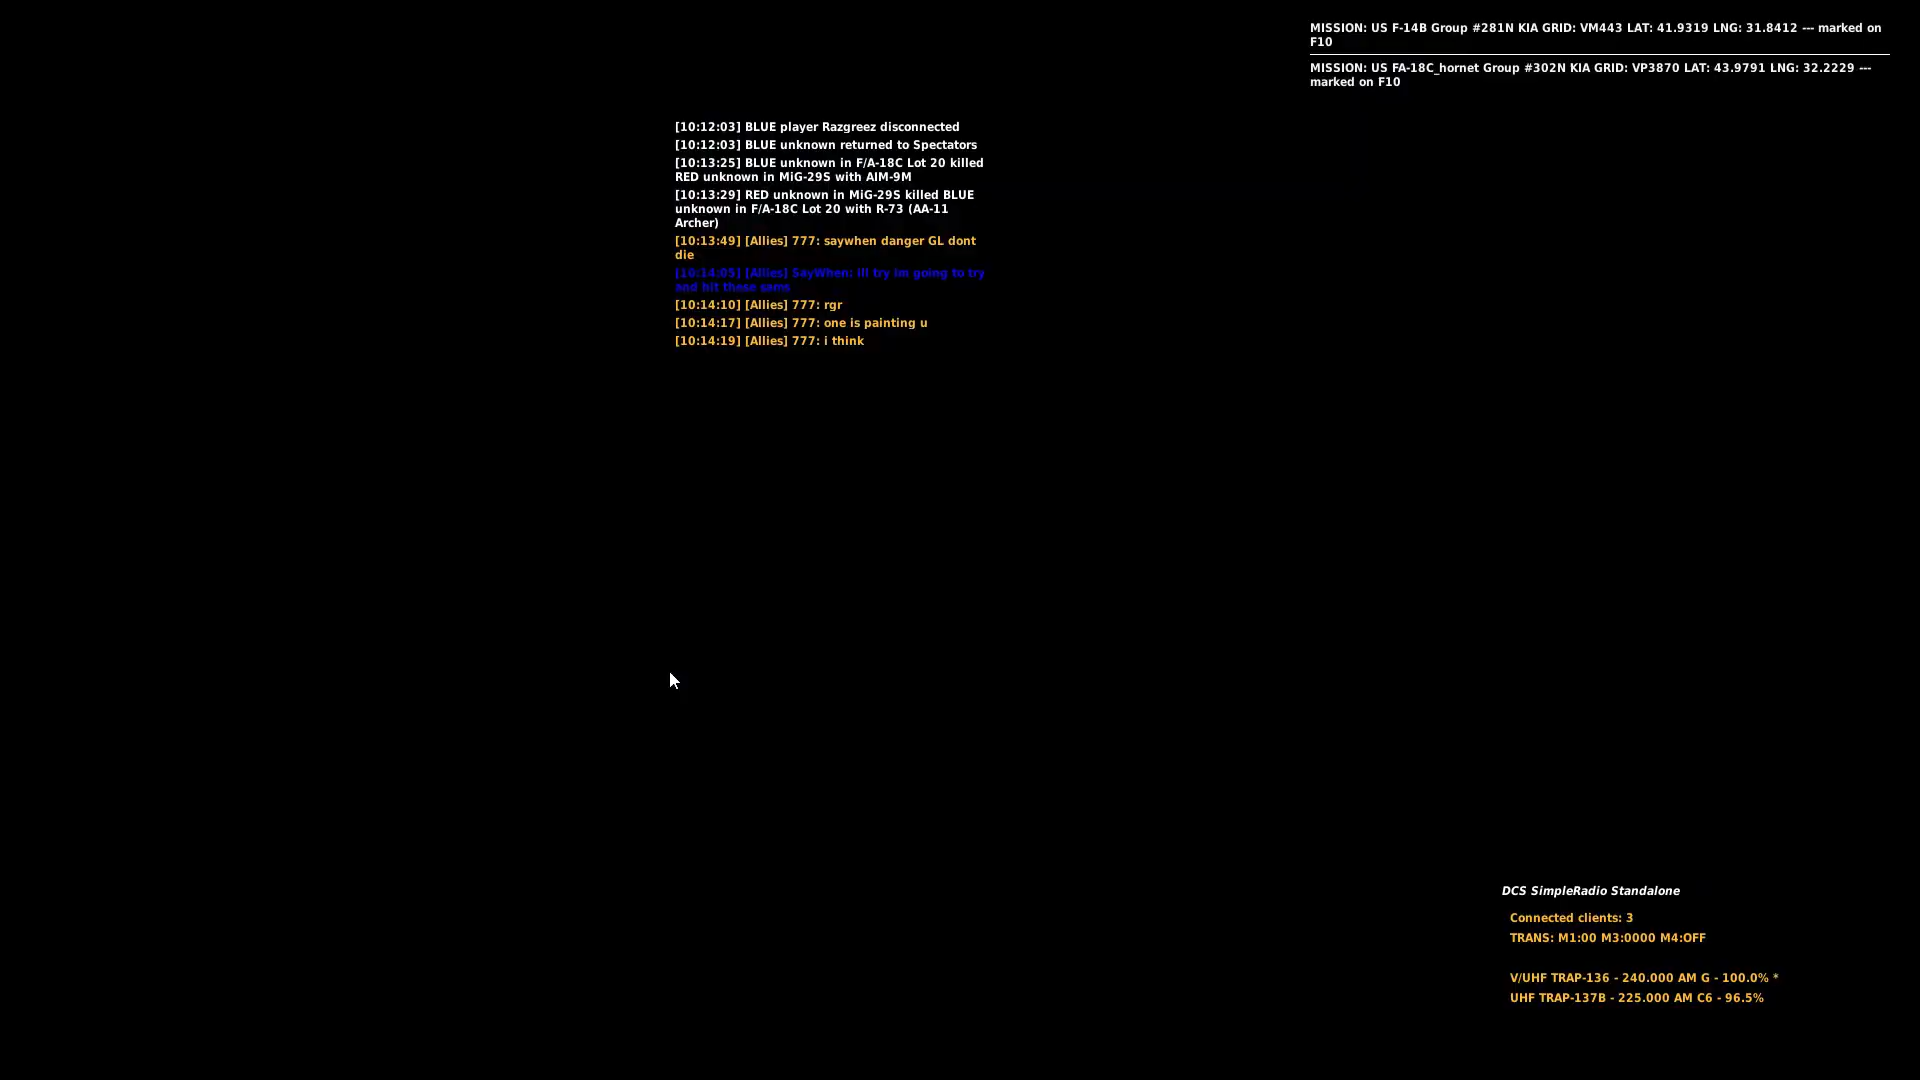 MISSION: US F-14B Group #281N KIA GRID: VM443 LAT: 41.9319 LNG: 31.8412 --- marked on
F10
MISSION: US FA-18C_hornet Group #302N KIA GRID: VP3870 LAT: 43.9791 LNG: 32.2229 ---
marked on F10
[10:12:03] BLUE player Razgreez disconnected
[10:12:03] BLUE unknown returned to Spectators
[10:13:25] BLUE unknown in F/A-18C Lot 20 killed
RED unknown in MiG-29S with AIM-9M
[10:13:29] RED unknown in MiG-29S killed BLUE
unknown in F/A-18C Lot 20 with R-73 (AA-11
Archer)
[10:13:49] [Allies] 777: saywhen danger GL dont
die
[10:14:05] [Allies] SayWhen: ill try im going to try
and hit these sams
[10:14:10] [Allies] 777: rgr
[10:14:17] [Allies] 777: one is painting u
[10:14:19] [Allies] 777: i think
DCS SimpleRadio Standalone
Connected clients: 3
TRANS: M1:00 M3:0000 M4:OFF
V/UHF TRAP-136 - 240.000 AM G - 100.0% *
UHF TRAP-137B - 225.000 AM C6 - 96.5%